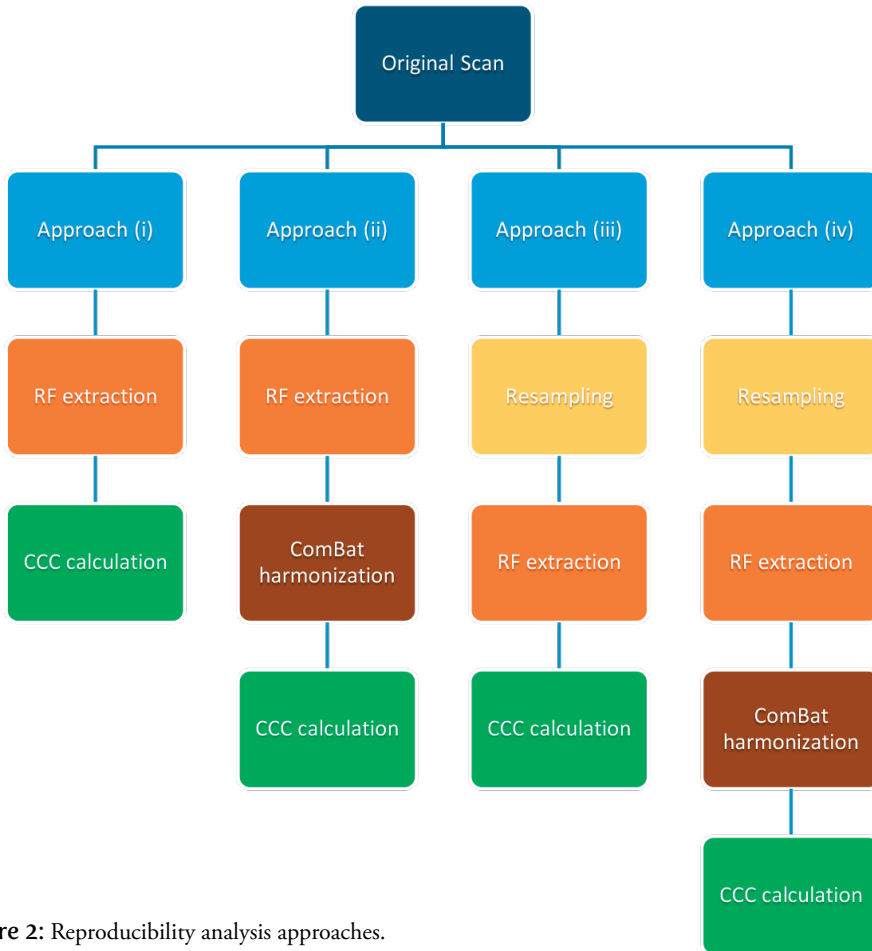 Original Scan
Approach (i)
Approach (ii)
Approach (iii)
Approach (iv)
RF extraction
RF extraction
Resampling
Resampling
CCC calculation
ComBat
harmonization
RF extraction
RF extraction
CCC calculation
CCC calculation
ComBat
harmonization
CCC calculation
re 2: Reproducibility analysis approaches.